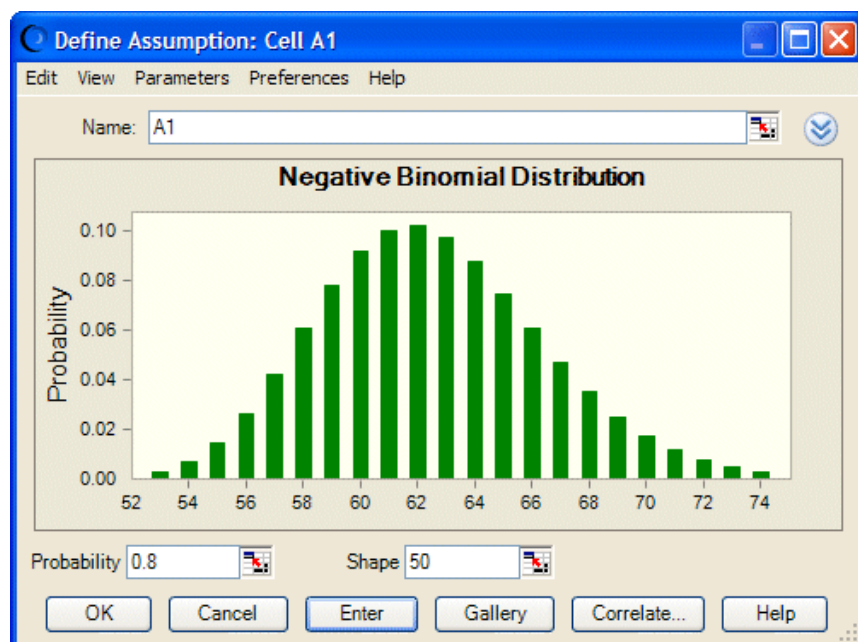 Define Assumption: Cell A1
Edit View Parameters Preferences Help
Name: A1
Negative Binomial Distribution
Probability
0.10
0.08
0.06
0.04
0.02
0.00
52 54 56 58 60 62 64 66 68 70 72 74
Probability 0.8 Shape 50
OK Cancel Enter Gallery Correlate... Help